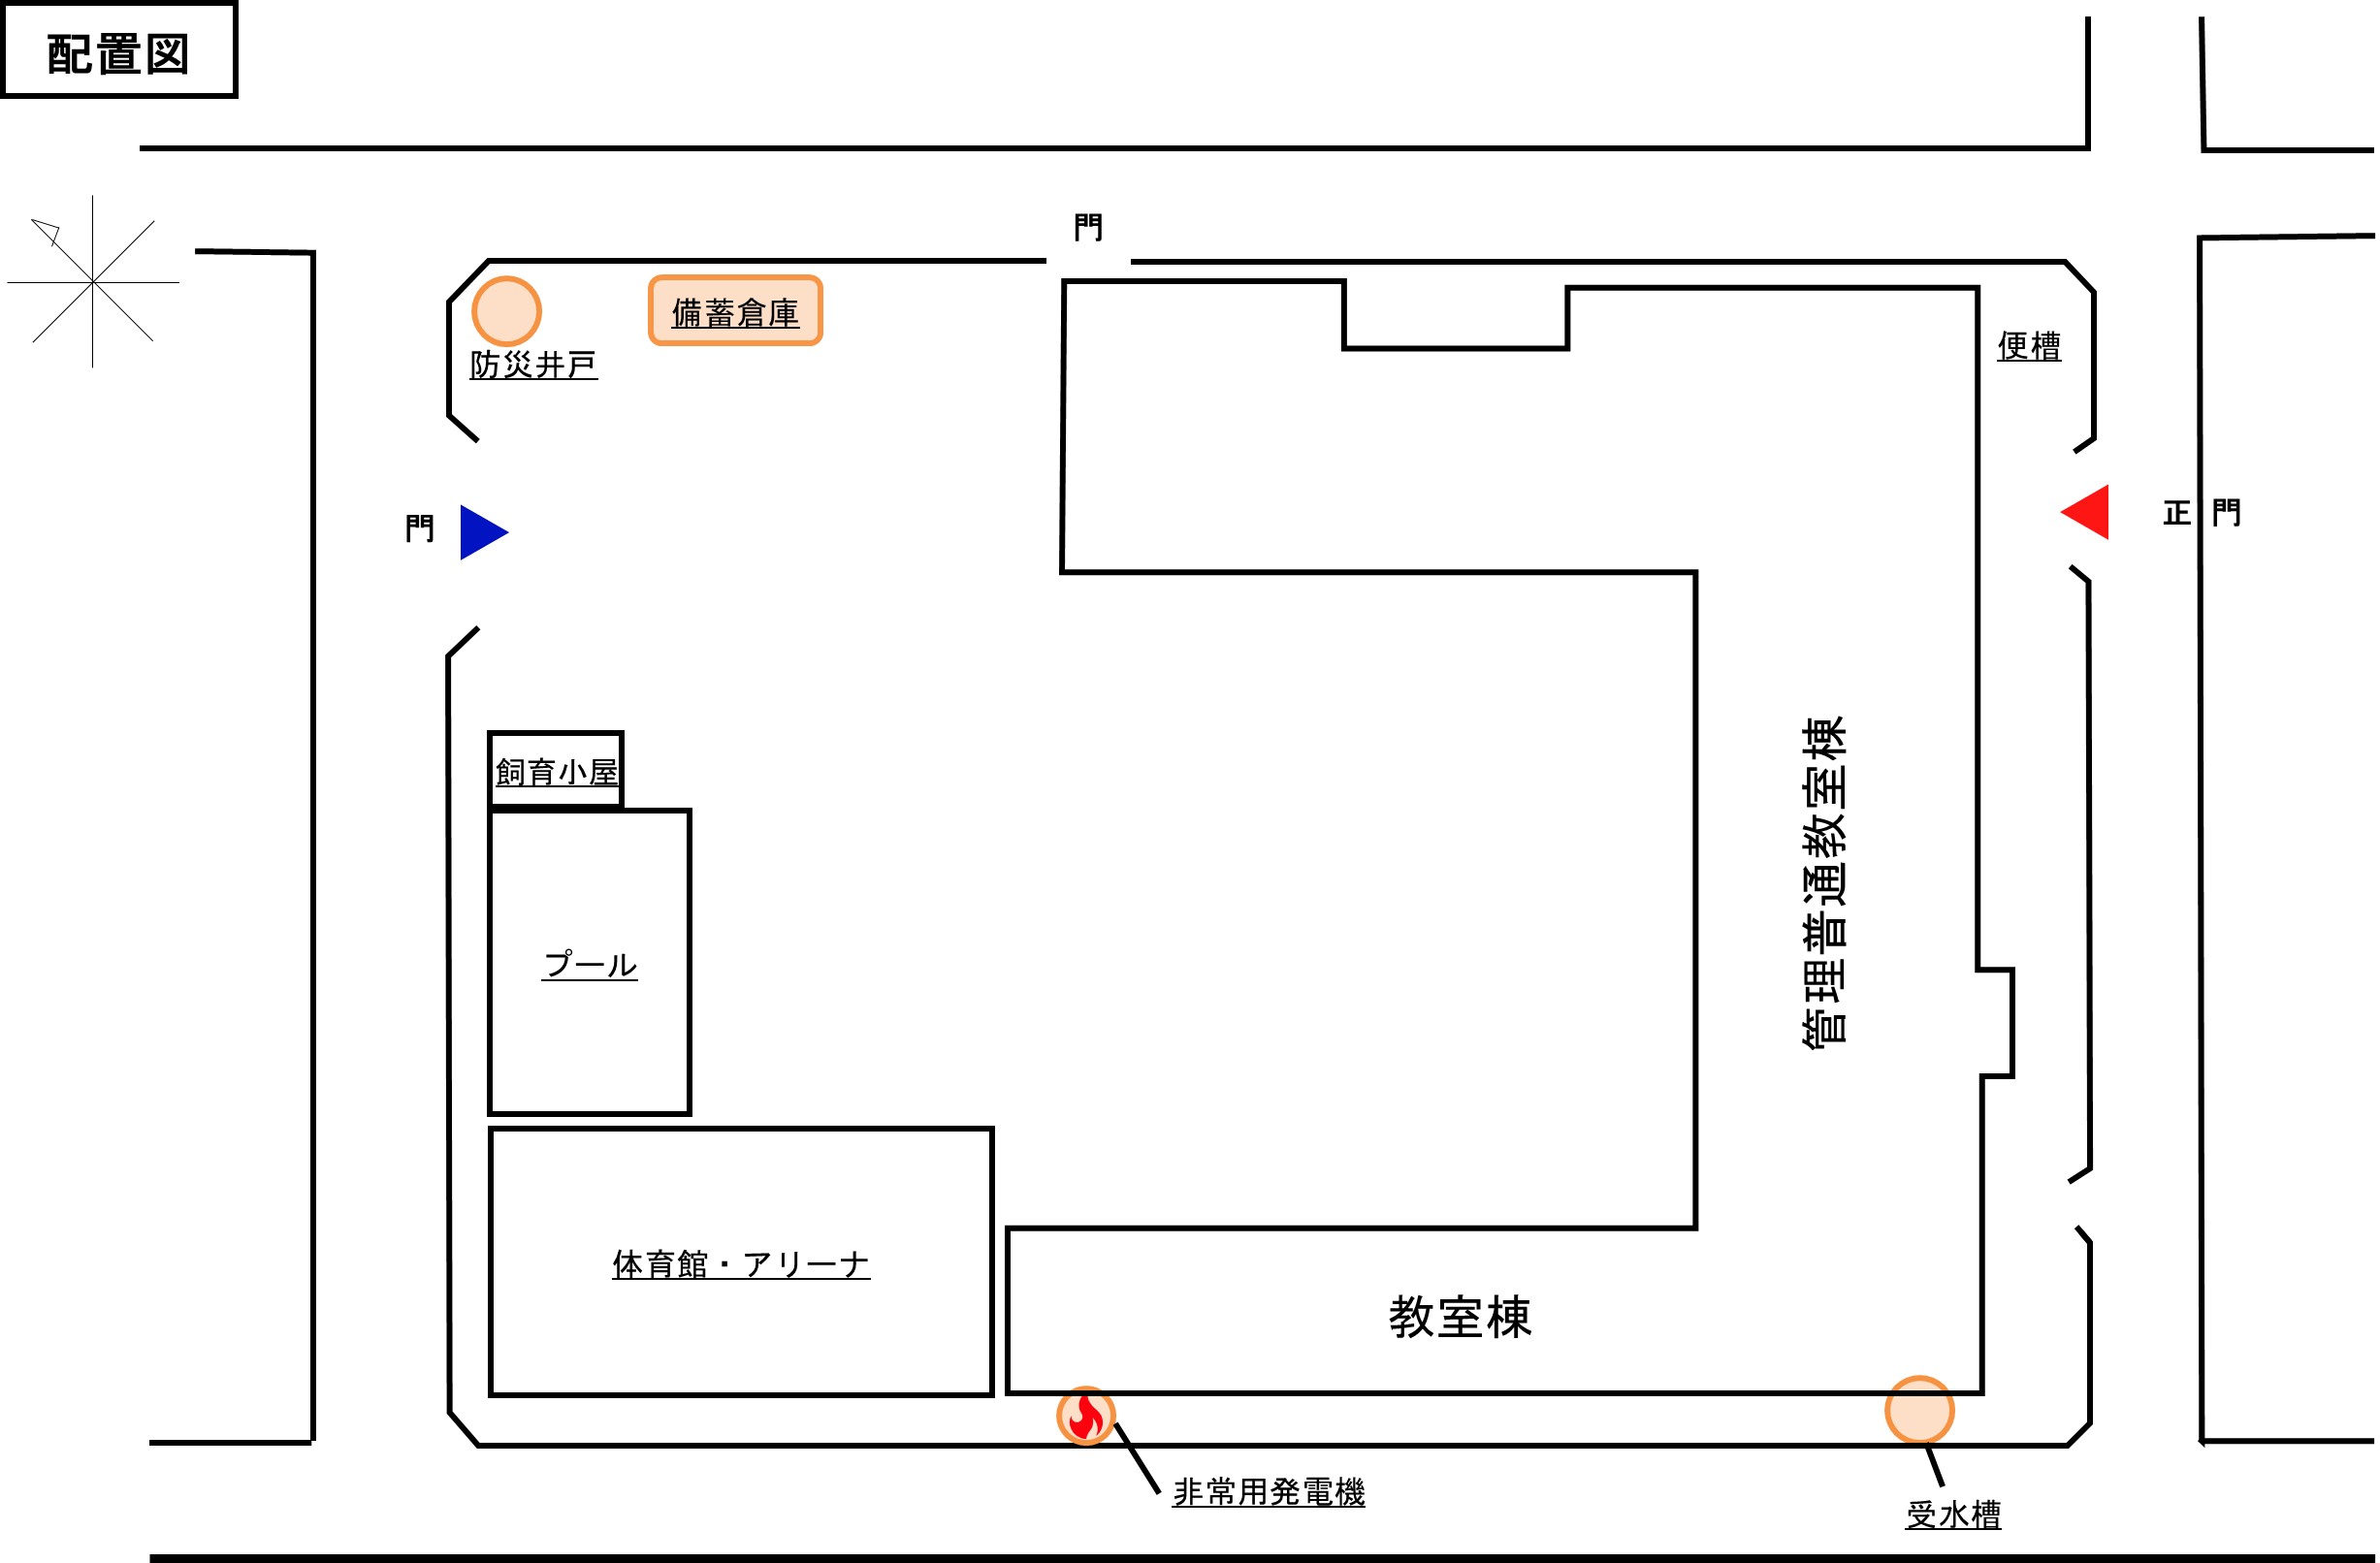 配置図
門
備蓄倉庫
防災井戸
便槽
門
正 門
飼育小屋
管理普通教室棟
プール
体育館・アリーナ
教室棟
非常用発電機
受水槽